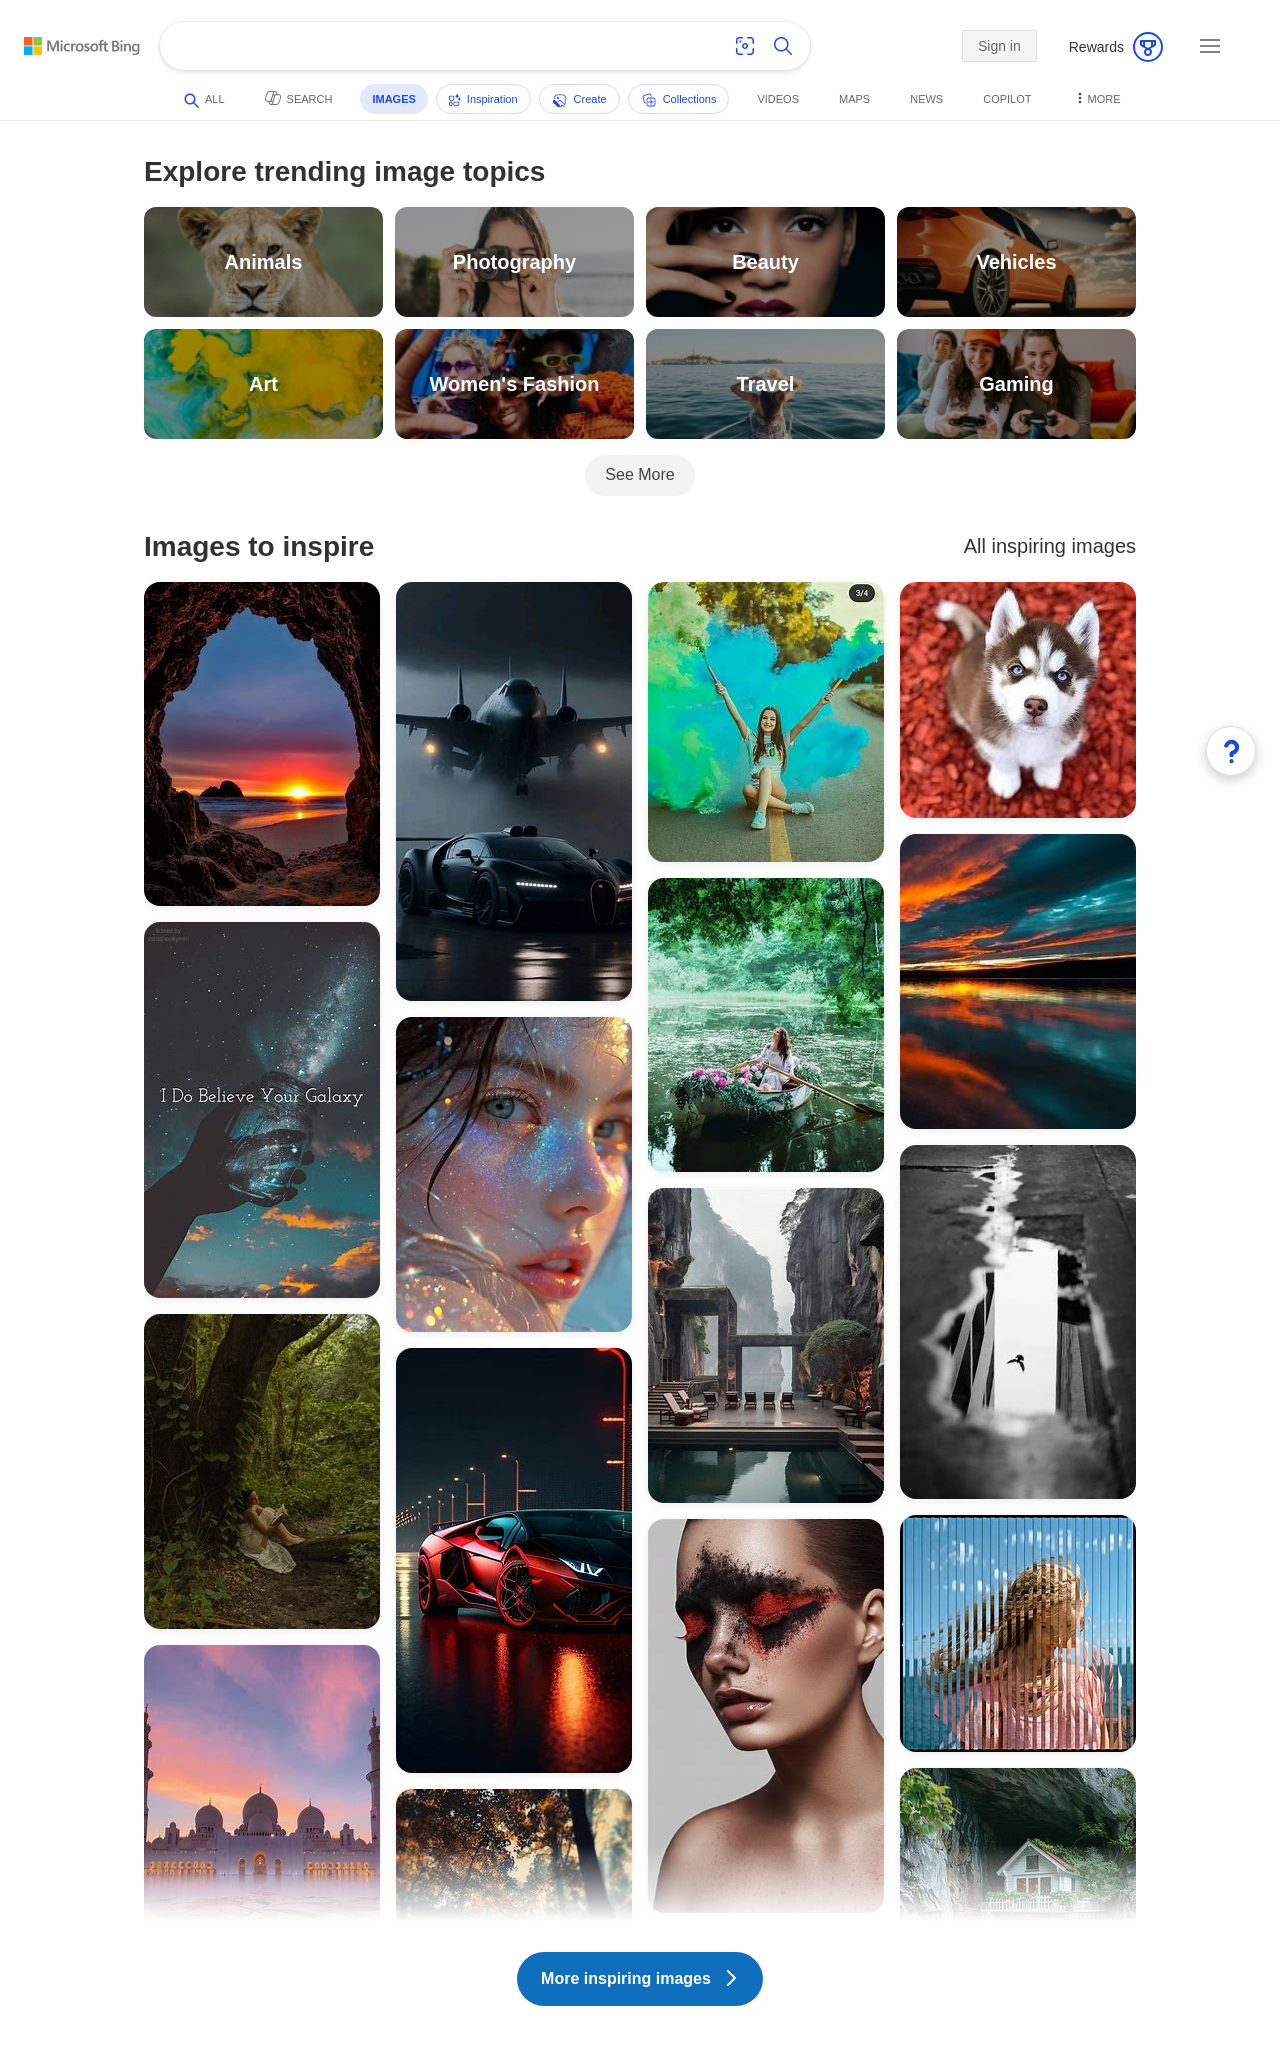 Microsoft Bing
Sign in
Rewards
ALL
SEARCH
IMAGES
Inspiration
Create
Collections
VIDEOS
MAPS
NEWS
COPILOT
MORE
Explore trending image topics
Animals
Photography
Beauty
Vehicles
Art
Women's Fashion
Travel
Gaming
See More
Images to inspire
All inspiring images
3/4
Edited by
I Do Believe Your Galaxy
?
More inspiring images